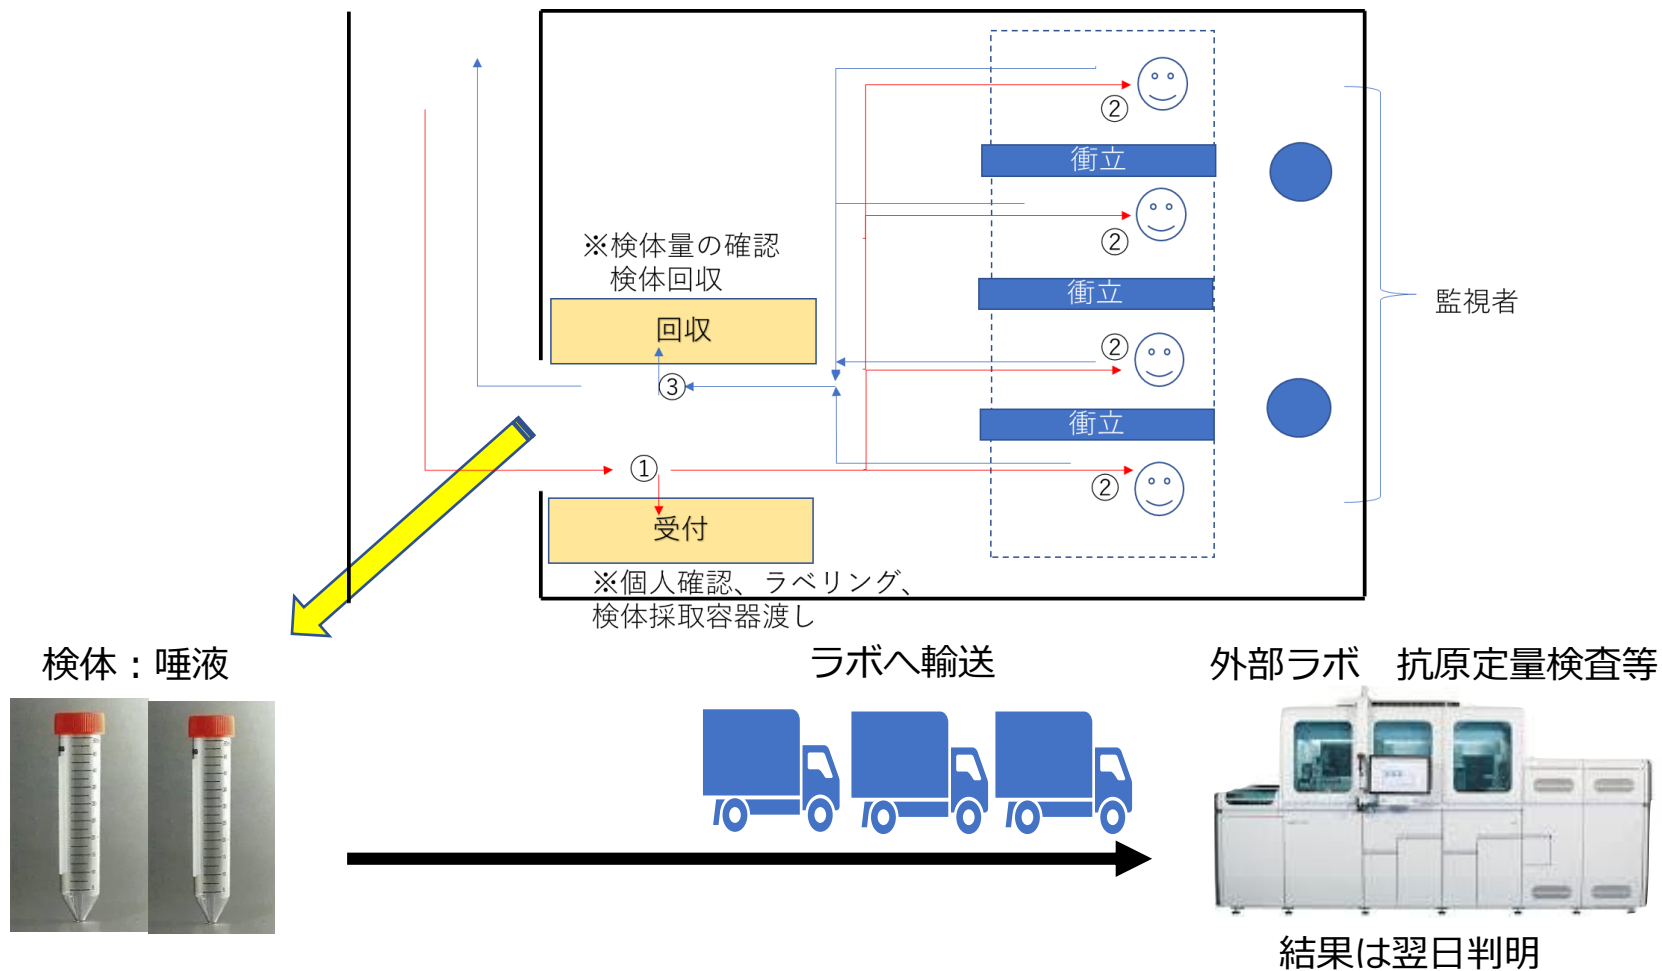 ②
衝立
②
※検体量の確認
検体回収
衝立
監視者
回収
②
③
衝立
①
②
受付
※個人確認、ラベリング、
検体採取容器渡し
検体：唾液
ラボへ輸送
外部ラボ　抗原定量検査等
結果は翌日判明